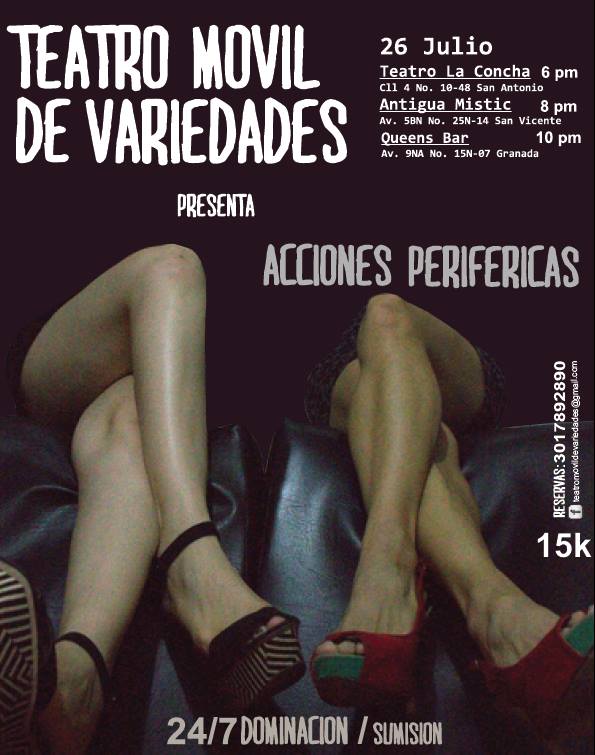 TEATRO MOVIL
DE VARIEDADES
26 Julio
Teatro La Concha 6 pm
Cll 4 No. 10-48 San Antonio
Antigua Mistic 8 pm
Av. 5BN No. 25N-14 San Vicente
Queens Bar 10 pm
Av. 9NA No. 15N-07 Granada
PRESENTA
ACCIONES PERIFERICAS
RESERVAS:3017892890
f teatromovildevariedades@gmail.com
15k
24/7 DOMINACION / SUMISION